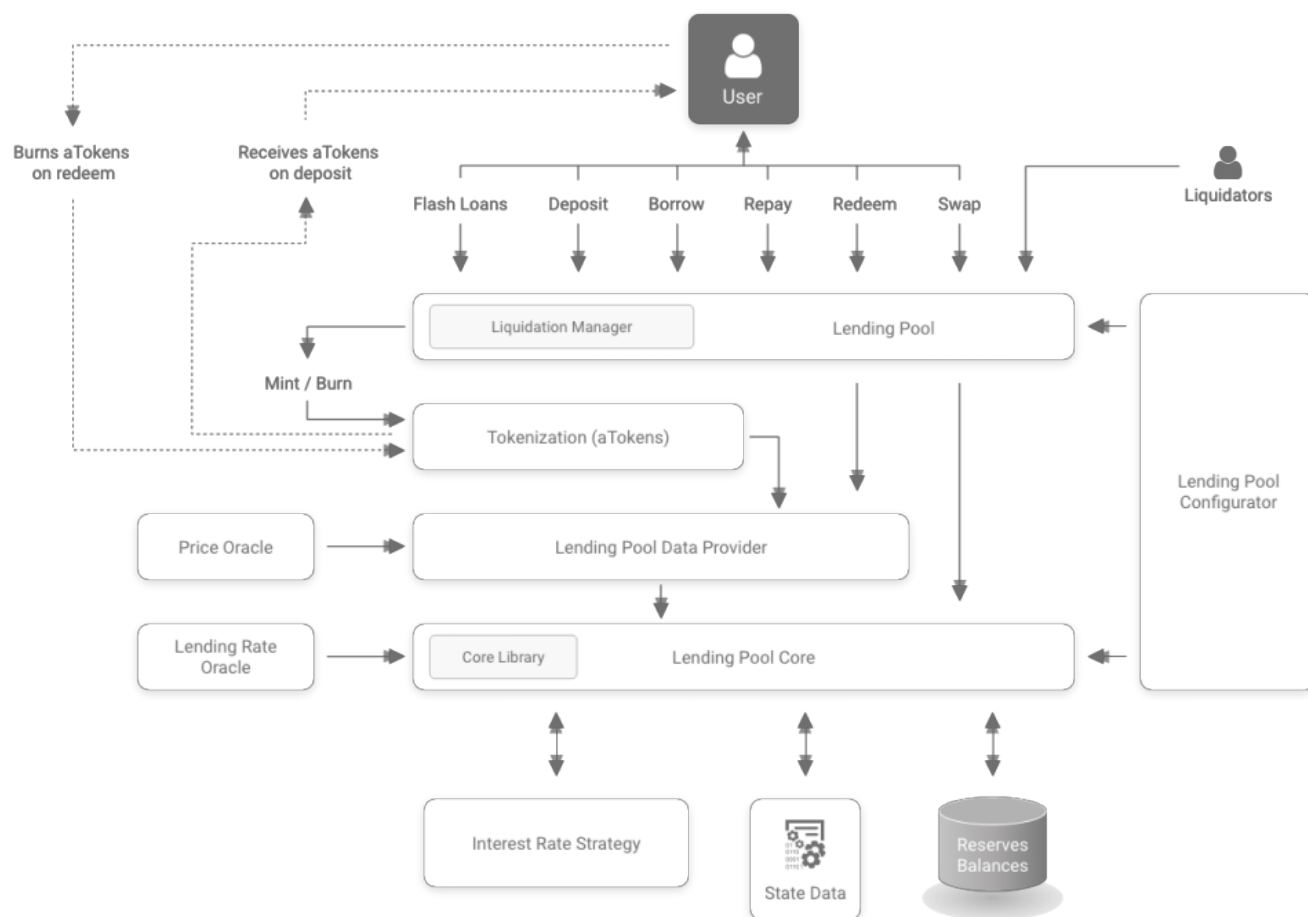 User
Burns aTokens
on redeem
Receives aTokens
on deposit
Liquidators
Flash Loans
Deposit
Borrow
Repay
Redeem
Swap
Liquidation Manager
Lending Pool
Mint / Burn
Tokenization (aTokens)
Lending Pool
Configurator
Price Oracle
Lending Pool Data Provider
Lending Rate
Oracle
Core Library
Lending Pool Core
Interest Rate Strategy
State Data
Reserves
Balances